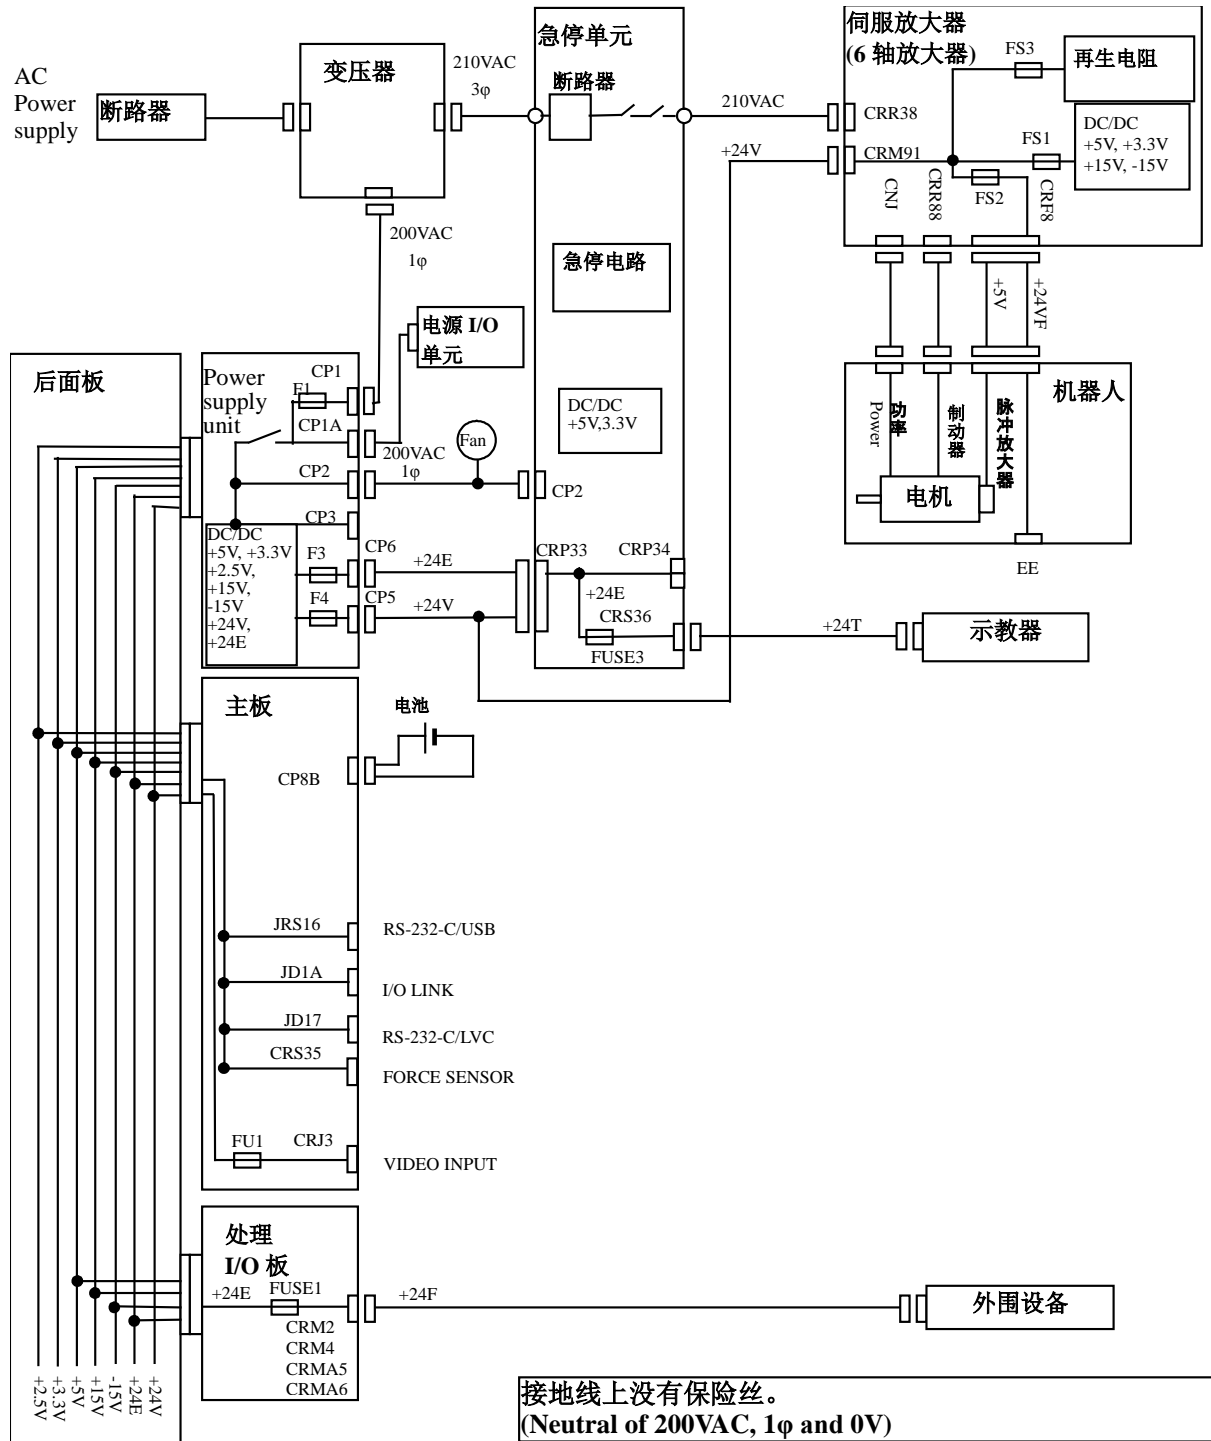 AC
Power
supply
断路器
变压器
210VAC
3φ
200VAC
1φ
急停单元
断路器
急停电路
DC/DC
+5V,3.3V
210VAC
+24V
伺服放大器
(6 轴放大器)
FS3
再生电阻
CRR38
CRM91
FS1
DC/DC
+5V, +3.3V
+15V, -15V
FS2
CNJ
CRR88
CRF8
+5V
+24VF
机器人
功率
Power
制动器
脉冲放大器
电机
EE
电源 I/O
单元
后面板
Power
supply
unit
CP1
F1
CP1A
200VAC
1φ
Fan
CP2
CP2
CP3
DC/DC
+5V, +3.3V
+2.5V,
+15V,
-15V
+24V,
+24E
F3
CP6
+24E
F4
CP5
+24V
CRP33
CRP34
+24E
CRS36
FUSE3
+24T
示教器
主板
电池
CP8B
JRS16
RS-232-C/USB
JD1A
I/O LINK
JD17
RS-232-C/LVC
CRS35
FORCE SENSOR
FU1
CRJ3
VIDEO INPUT
处理
I/O 板
+24E
FUSE1
+24F
CRM2
CRM4
CRMA5
CRMA6
外围设备
+2.5V
+3.3V
+5V
+15V
-15V
+24E
+24V
接地线上没有保险丝。
(Neutral of 200VAC, 1φ and 0V)